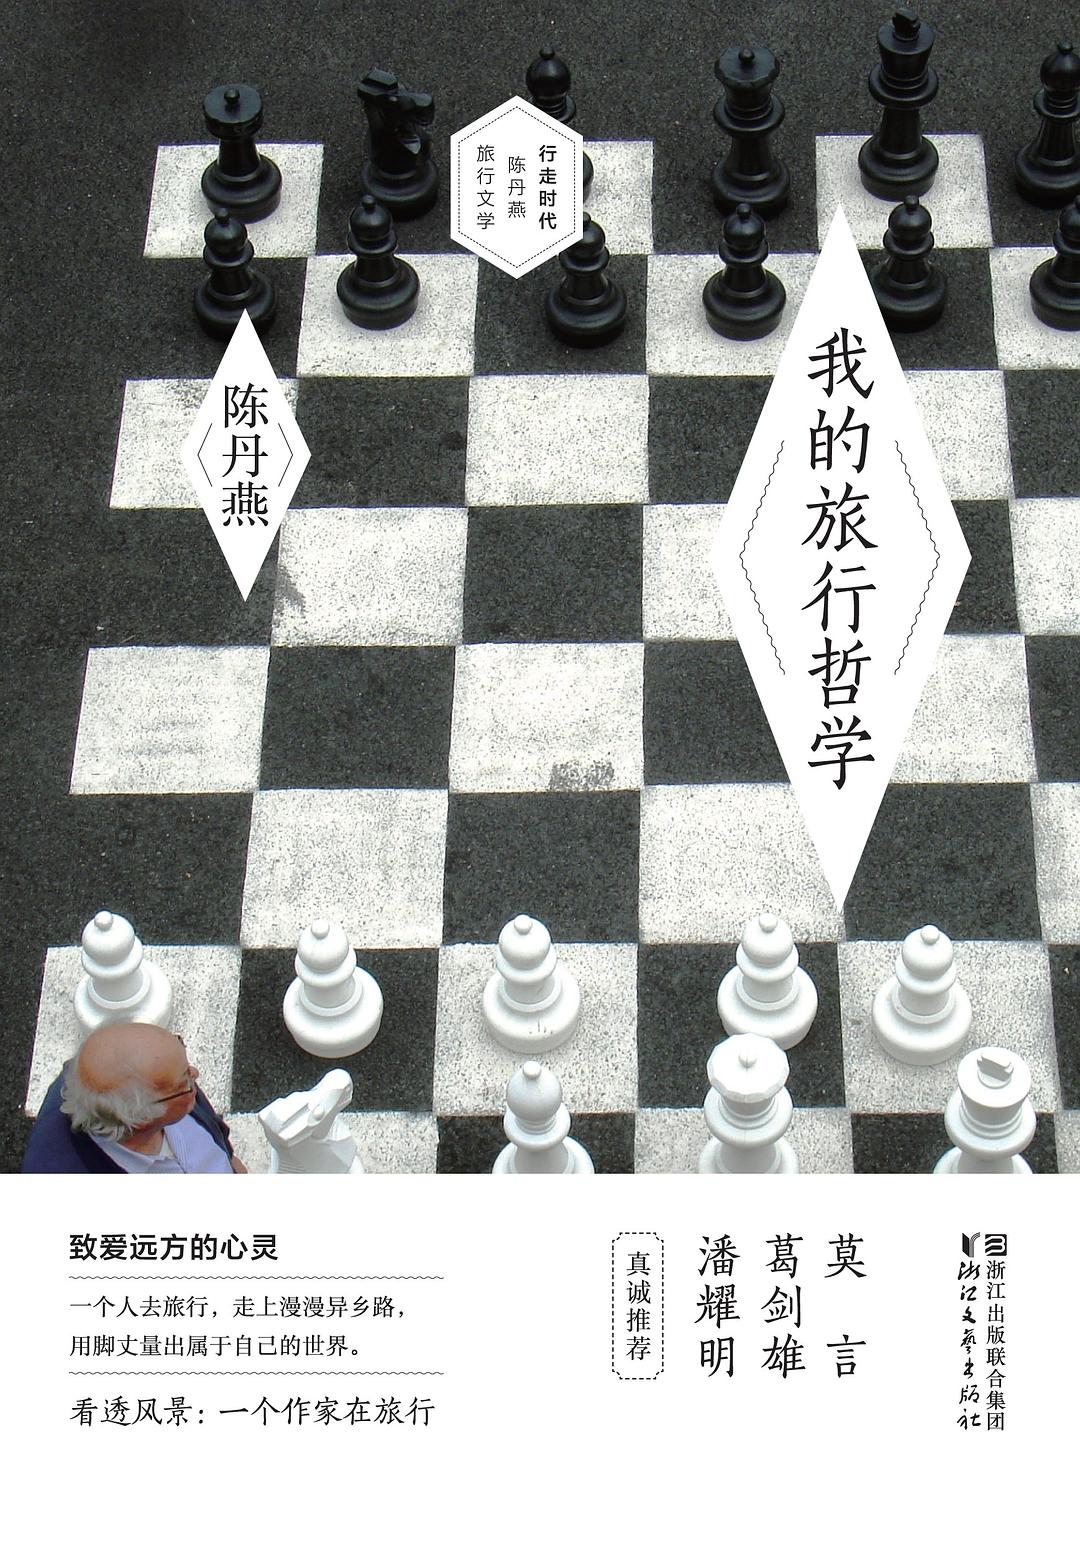 行走时代
陈丹燕
旅行文学
我的旅行哲学
陈丹燕
致爱远方的心灵
一个人去旅行，走上漫漫异乡路，
用脚丈量出属于自己的世界。
看透风景：一个作家在旅行
莫言
葛剑雄
潘耀明
真诚推荐
浙江出版联合集团
浙江文艺出版社